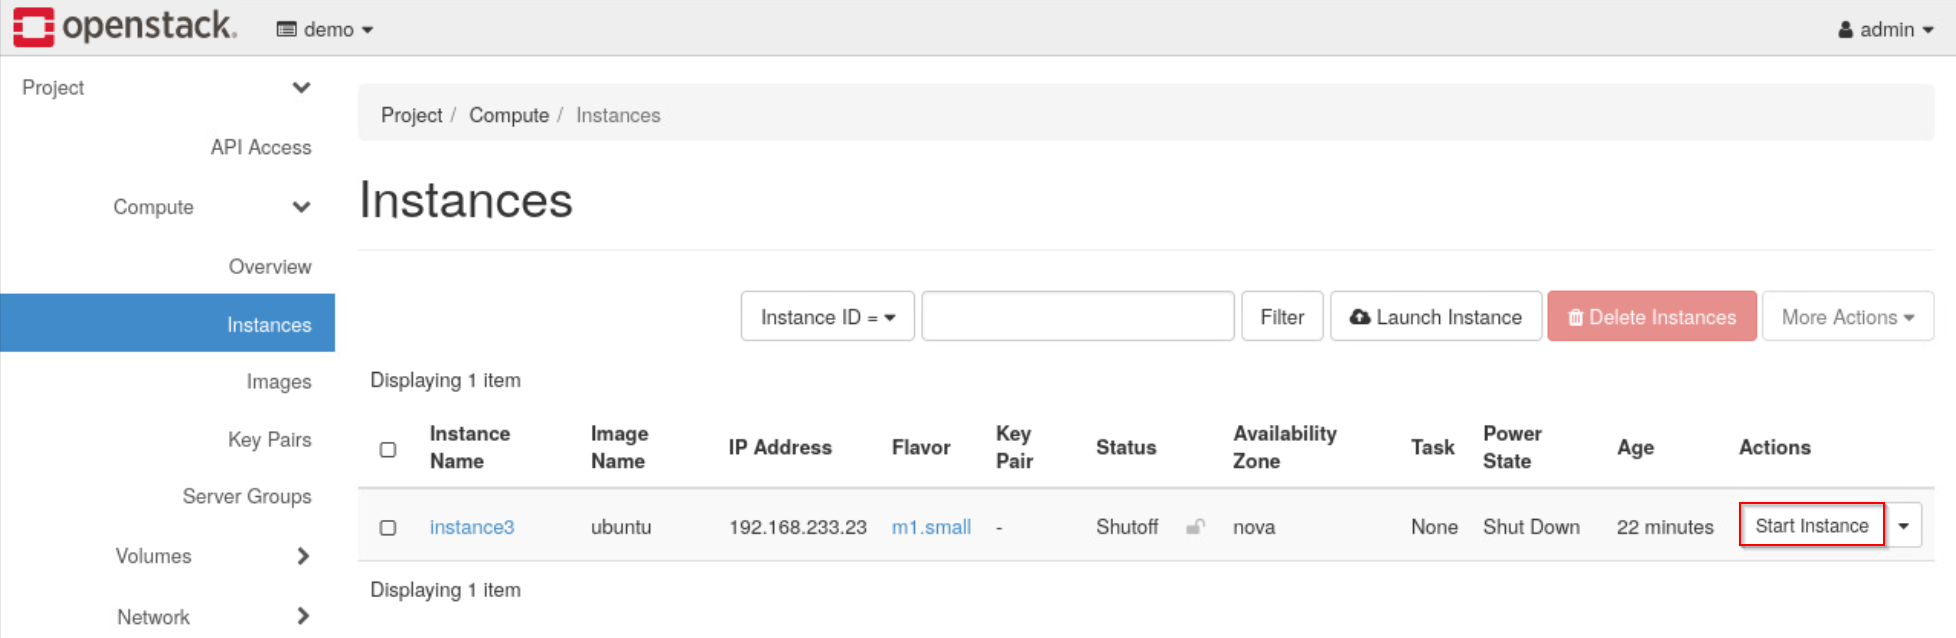 openstack.
demo
admin
Project
API Access
Compute
Overview
Instances
Images
Key Pairs
Server Groups
Volumes
Network
Project / Compute / Instances
Instances
Instance ID =
Filter
Launch Instance
Delete Instances
More Actions
Displaying 1 item
Instance Name
Image Name
IP Address
Flavor
Key Pair
Status
Availability Zone
Task
Power State
Age
Actions
instance3 ubuntu 192.168.233.23 m1.small - Shutoff nova None Shut Down 22 minutes Start Instance
Displaying 1 item